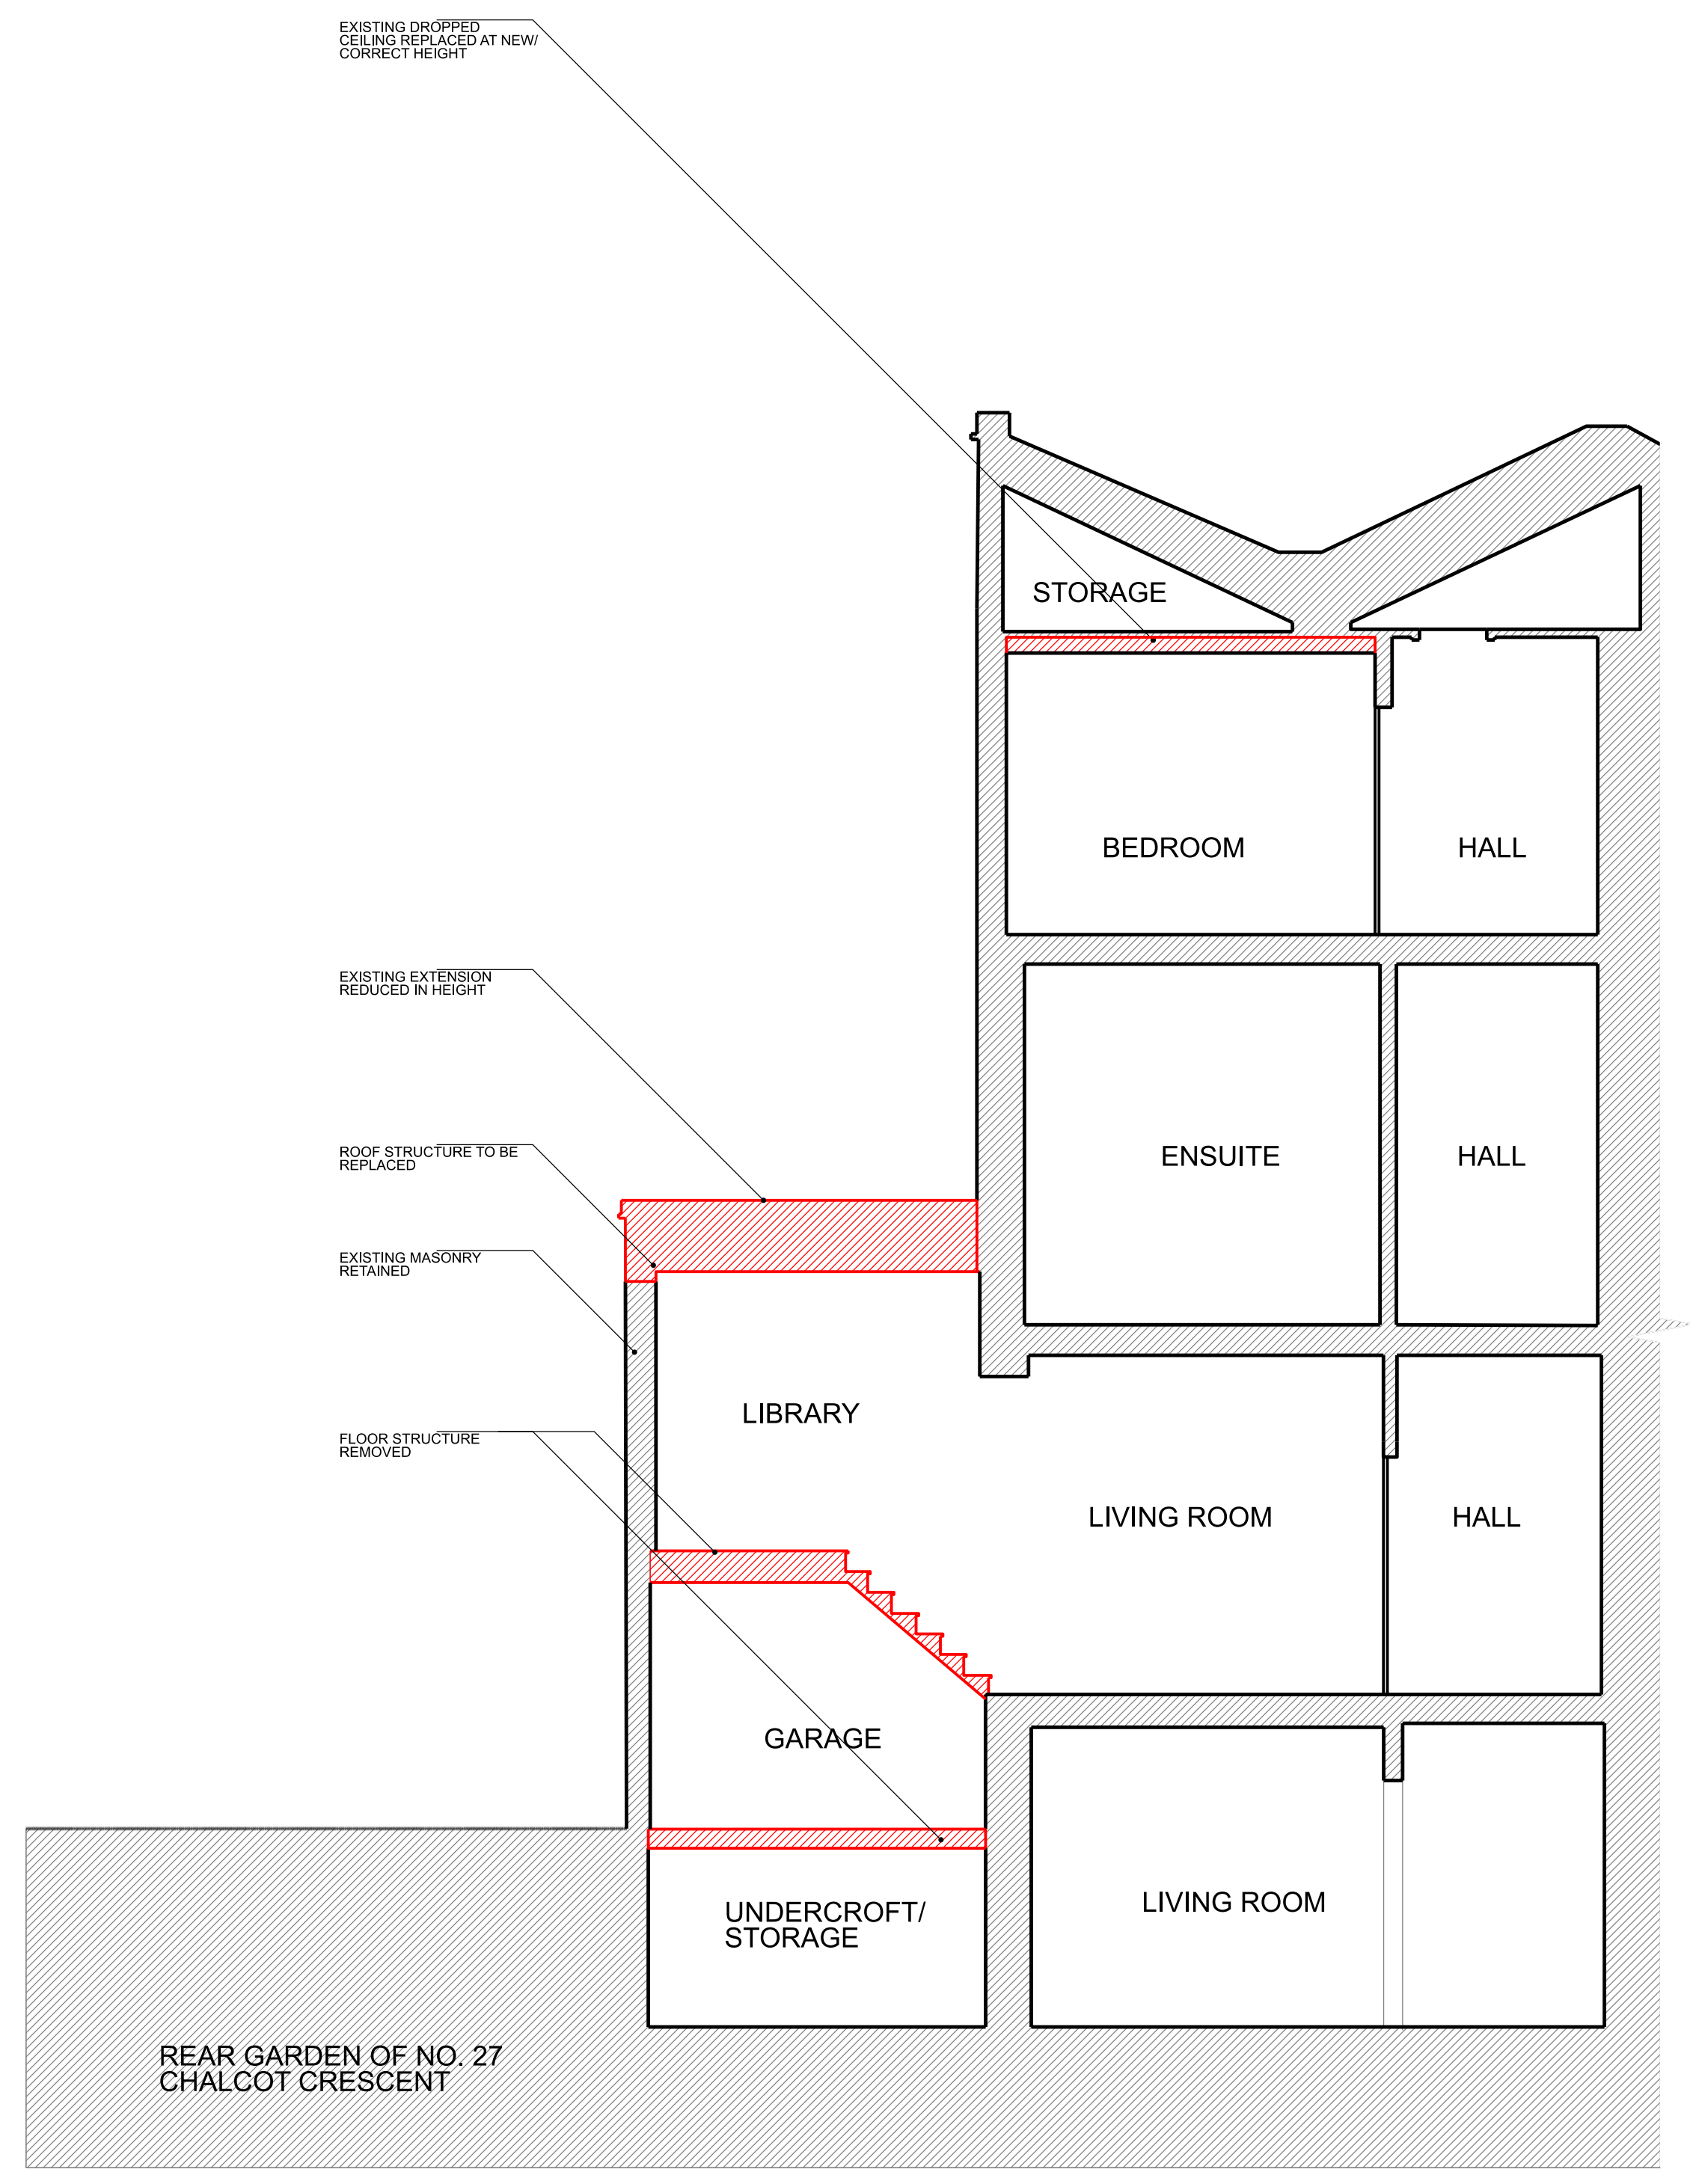 EXISTING DROPPED
CEILING REPLACED AT NEW/
CORRECT HEIGHT
STORAGE
BEDROOM
HALL
EXISTING EXTENSION
REDUCED IN HEIGHT
ENSUITE
HALL
ROOF STRUCTURE TO BE
REPLACED
EXISTING MASONRY
RETAINED
LIBRARY
FLOOR STRUCTURE
REMOVED
LIVING ROOM
HALL
GARAGE
LIVING ROOM
UNDERCROFT/
STORAGE
REAR GARDEN OF NO. 27
CHALCOT CRESCENT